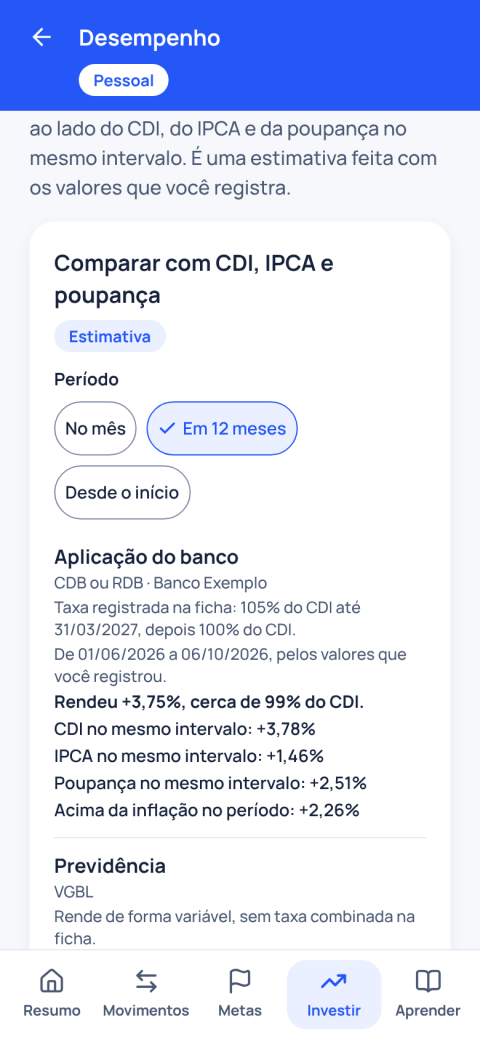 Desempenho
Pessoal
ao lado do CDI, do IPCA e da poupança no
mesmo intervalo. É uma estimativa feita com
os valores que você registra.
Comparar com CDI, IPCA e
poupança
Estimativa
Período
No mês
Em 12 meses
Desde o início
Aplicação do banco
CDB ou RDB · Banco Exemplo
Taxa registrada na ficha: 105% do CDI até
31/03/2027, depois 100% do CDI.
De 01/06/2026 a 06/10/2026, pelos valores que
você registrou.
Rendeu +3,75%, cerca de 99% do CDI.
CDI no mesmo intervalo: +3,78%
IPCA no mesmo intervalo: +1,46%
Poupança no mesmo intervalo: +2,51%
Acima da inflação no período: +2,26%
Previdência
VGBL
Rende de forma variável, sem taxa combinada na
ficha.
Resumo
Movimentos
Metas
Investir
Aprender